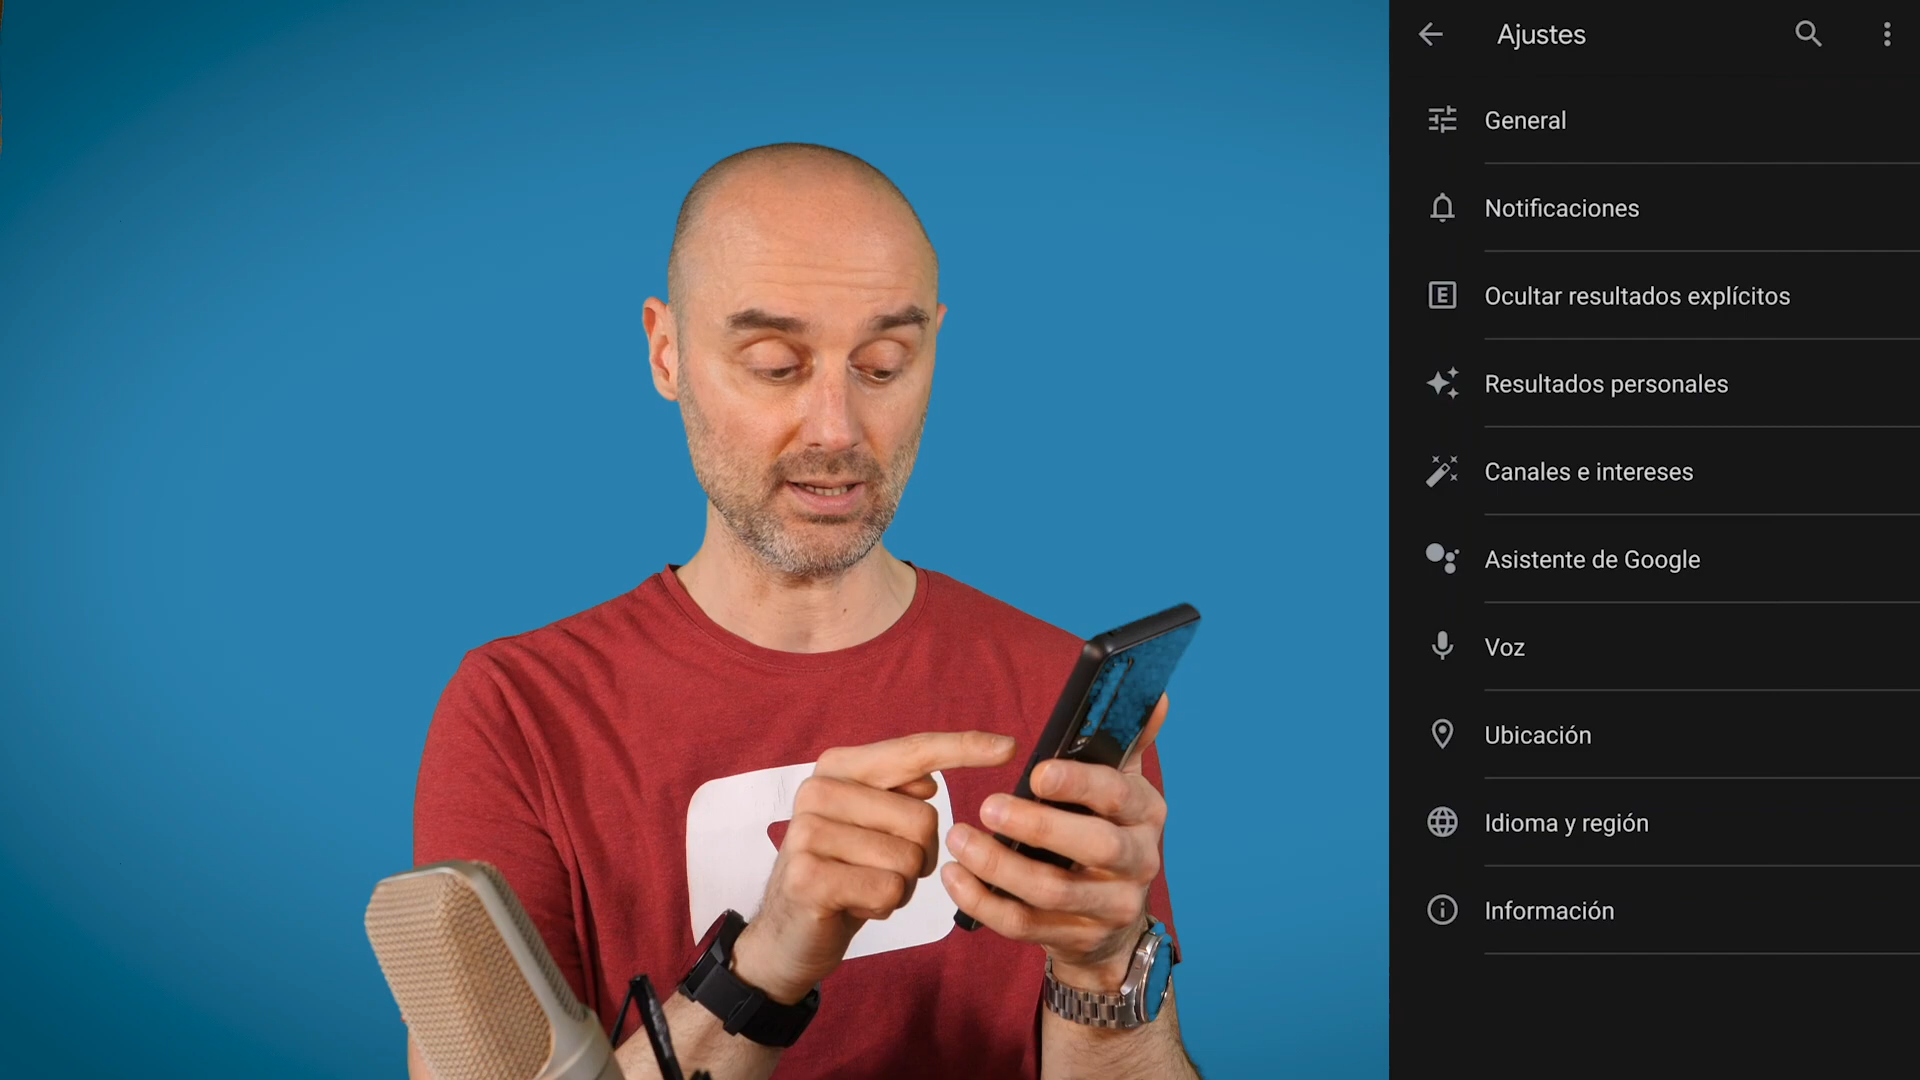 Ajustes
General
Notificaciones
E
Ocultar resultados explícitos
Resultados personales
Canales e intereses
Asistente de Google
Voz
Ubicación
Idioma y región
Información